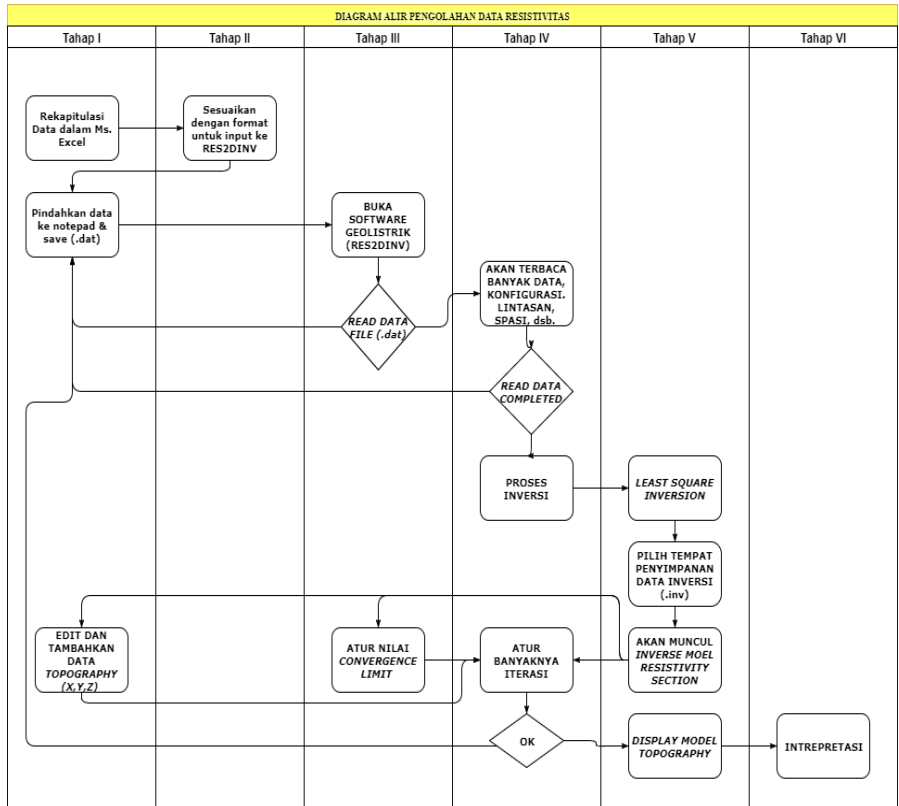 DIAGRAM ALIR PENGOLAHAN DATA RESISTIVITAS
Tahap I
Tahap II
Tahap III
Tahap IV
Tahap V
Tahap VI
Rekapitulasi
Data dalam Ms.
Excel
Sesuaikan
dengan format
untuk input ke
RES2DINV
Pindahkan data
ke notepad &
save (.dat)
BUKA
SOFTWARE
GEOLISTRIK
(RES2DINV)
READ DATA
FILE (.dat)
AKAN TERBACA
BANYAK DATA,
KONFIGURASI.
LINTASAN,
SPASI, dsb.
READ DATA
COMPLETED
PROSES
INVERSI
LEAST SQUARE
INVERSION
PILIH TEMPAT
PENYIMPANAN
DATA INVERSI
(.inv)
AKAN MUNCUL
INVERSE MOEL
RESISTIVITY
SECTION
EDIT DAN
TAMBAHKAN
DATA
TOPOGRAPHY
(X,Y,Z)
ATUR NILAI
CONVERGENCE
LIMIT
ATUR
BANYAKNYA
ITERASI
OK
DISPLAY MODEL
TOPOGRAPHY
INTREPRETASI